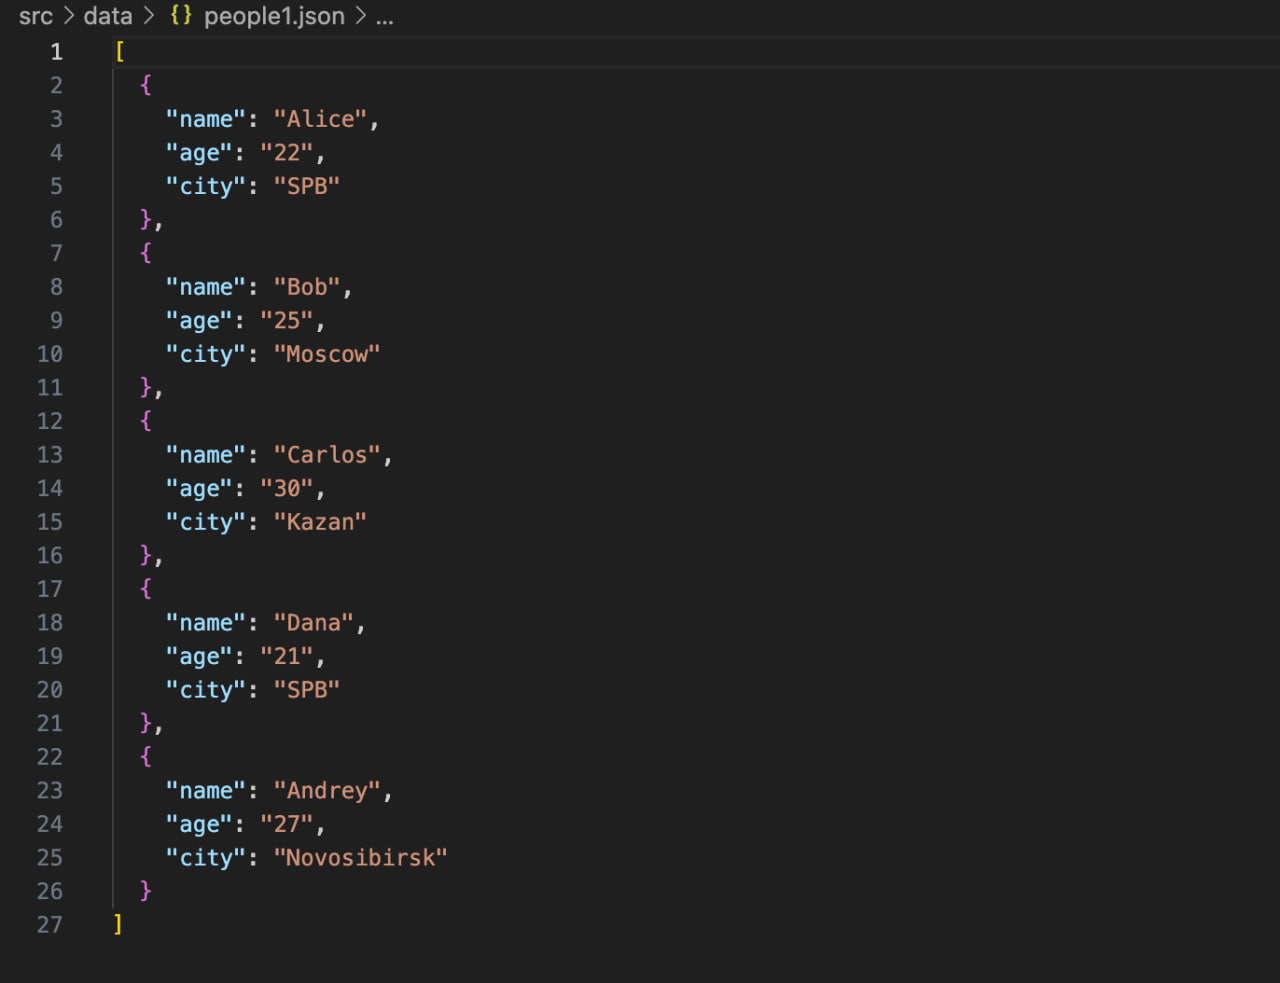 src > data > {} people1.json > ...
1 [
2 {
3 "name": "Alice",
4 "age": "22",
5 "city": "SPB"
6 },
7 {
8 "name": "Bob",
9 "age": "25",
10 "city": "Moscow"
11 },
12 {
13 "name": "Carlos",
14 "age": "30",
15 "city": "Kazan"
16 },
17 {
18 "name": "Dana",
19 "age": "21",
20 "city": "SPB"
21 },
22 {
23 "name": "Andrey",
24 "age": "27",
25 "city": "Novosibirsk"
26 }
27 ]